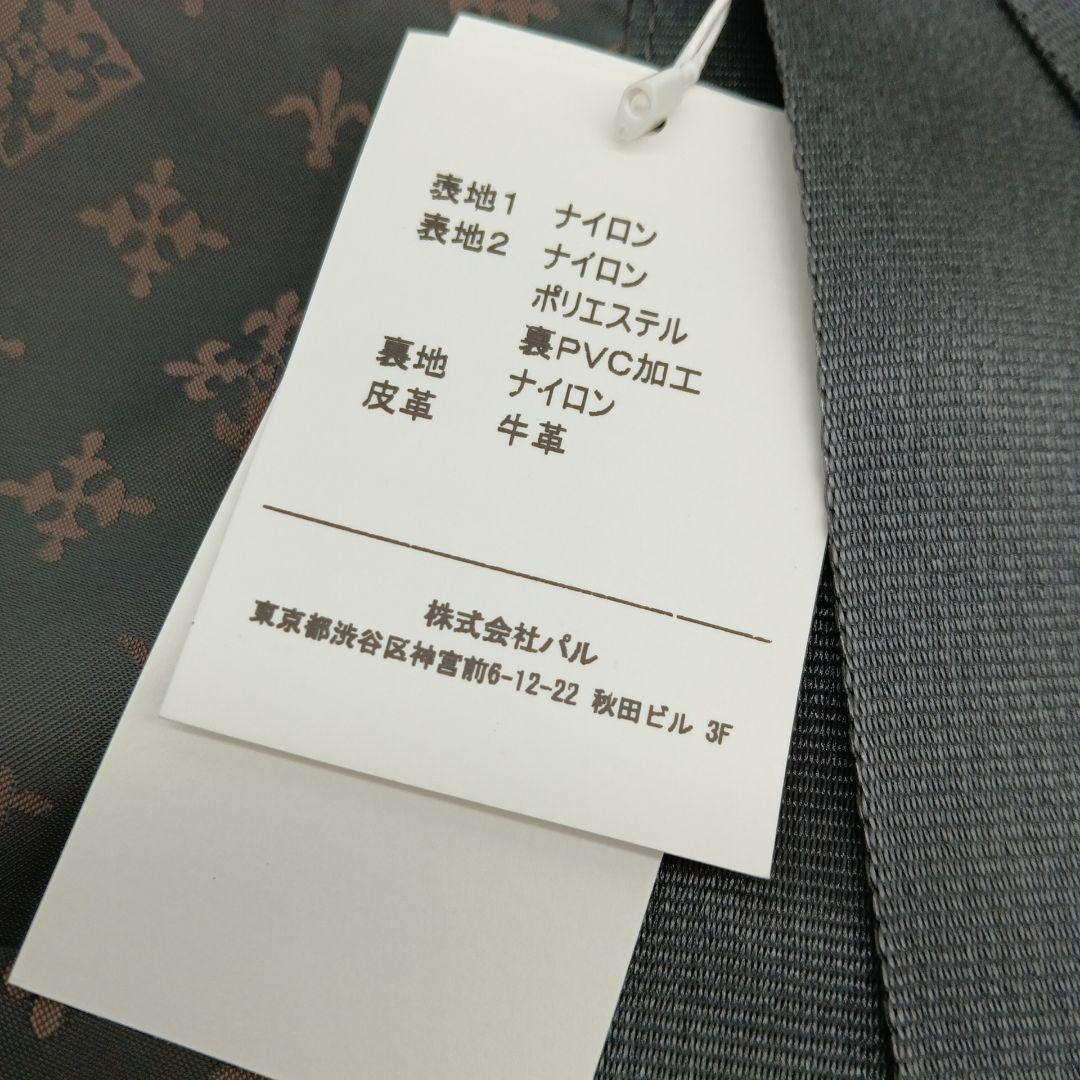 表地1 ナイロン
表地2 ナイロン
ポリエステル
裏PVC加工
裏地 ナイロン
皮革 牛革
株式会社パル
東京都渋谷区神宮前6-12-22 秋田ビル 3F